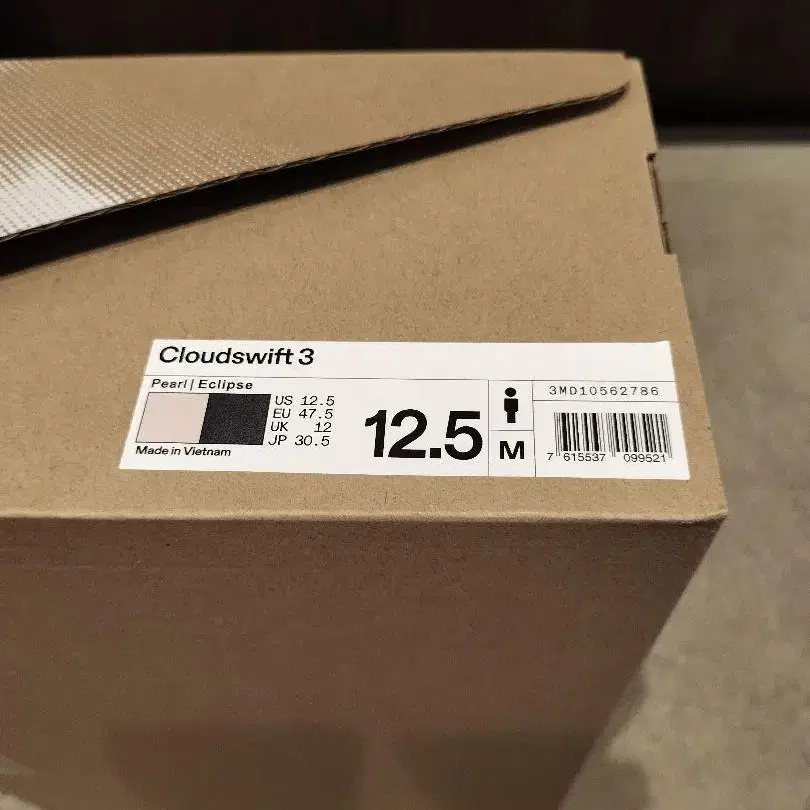 Cloudswift 3
Pearl | Eclipse
US 12.5
EU 47.5
UK 12
JP 30.5
Made in Vietnam
12.5
M
3MD10562786
7 615537 099521